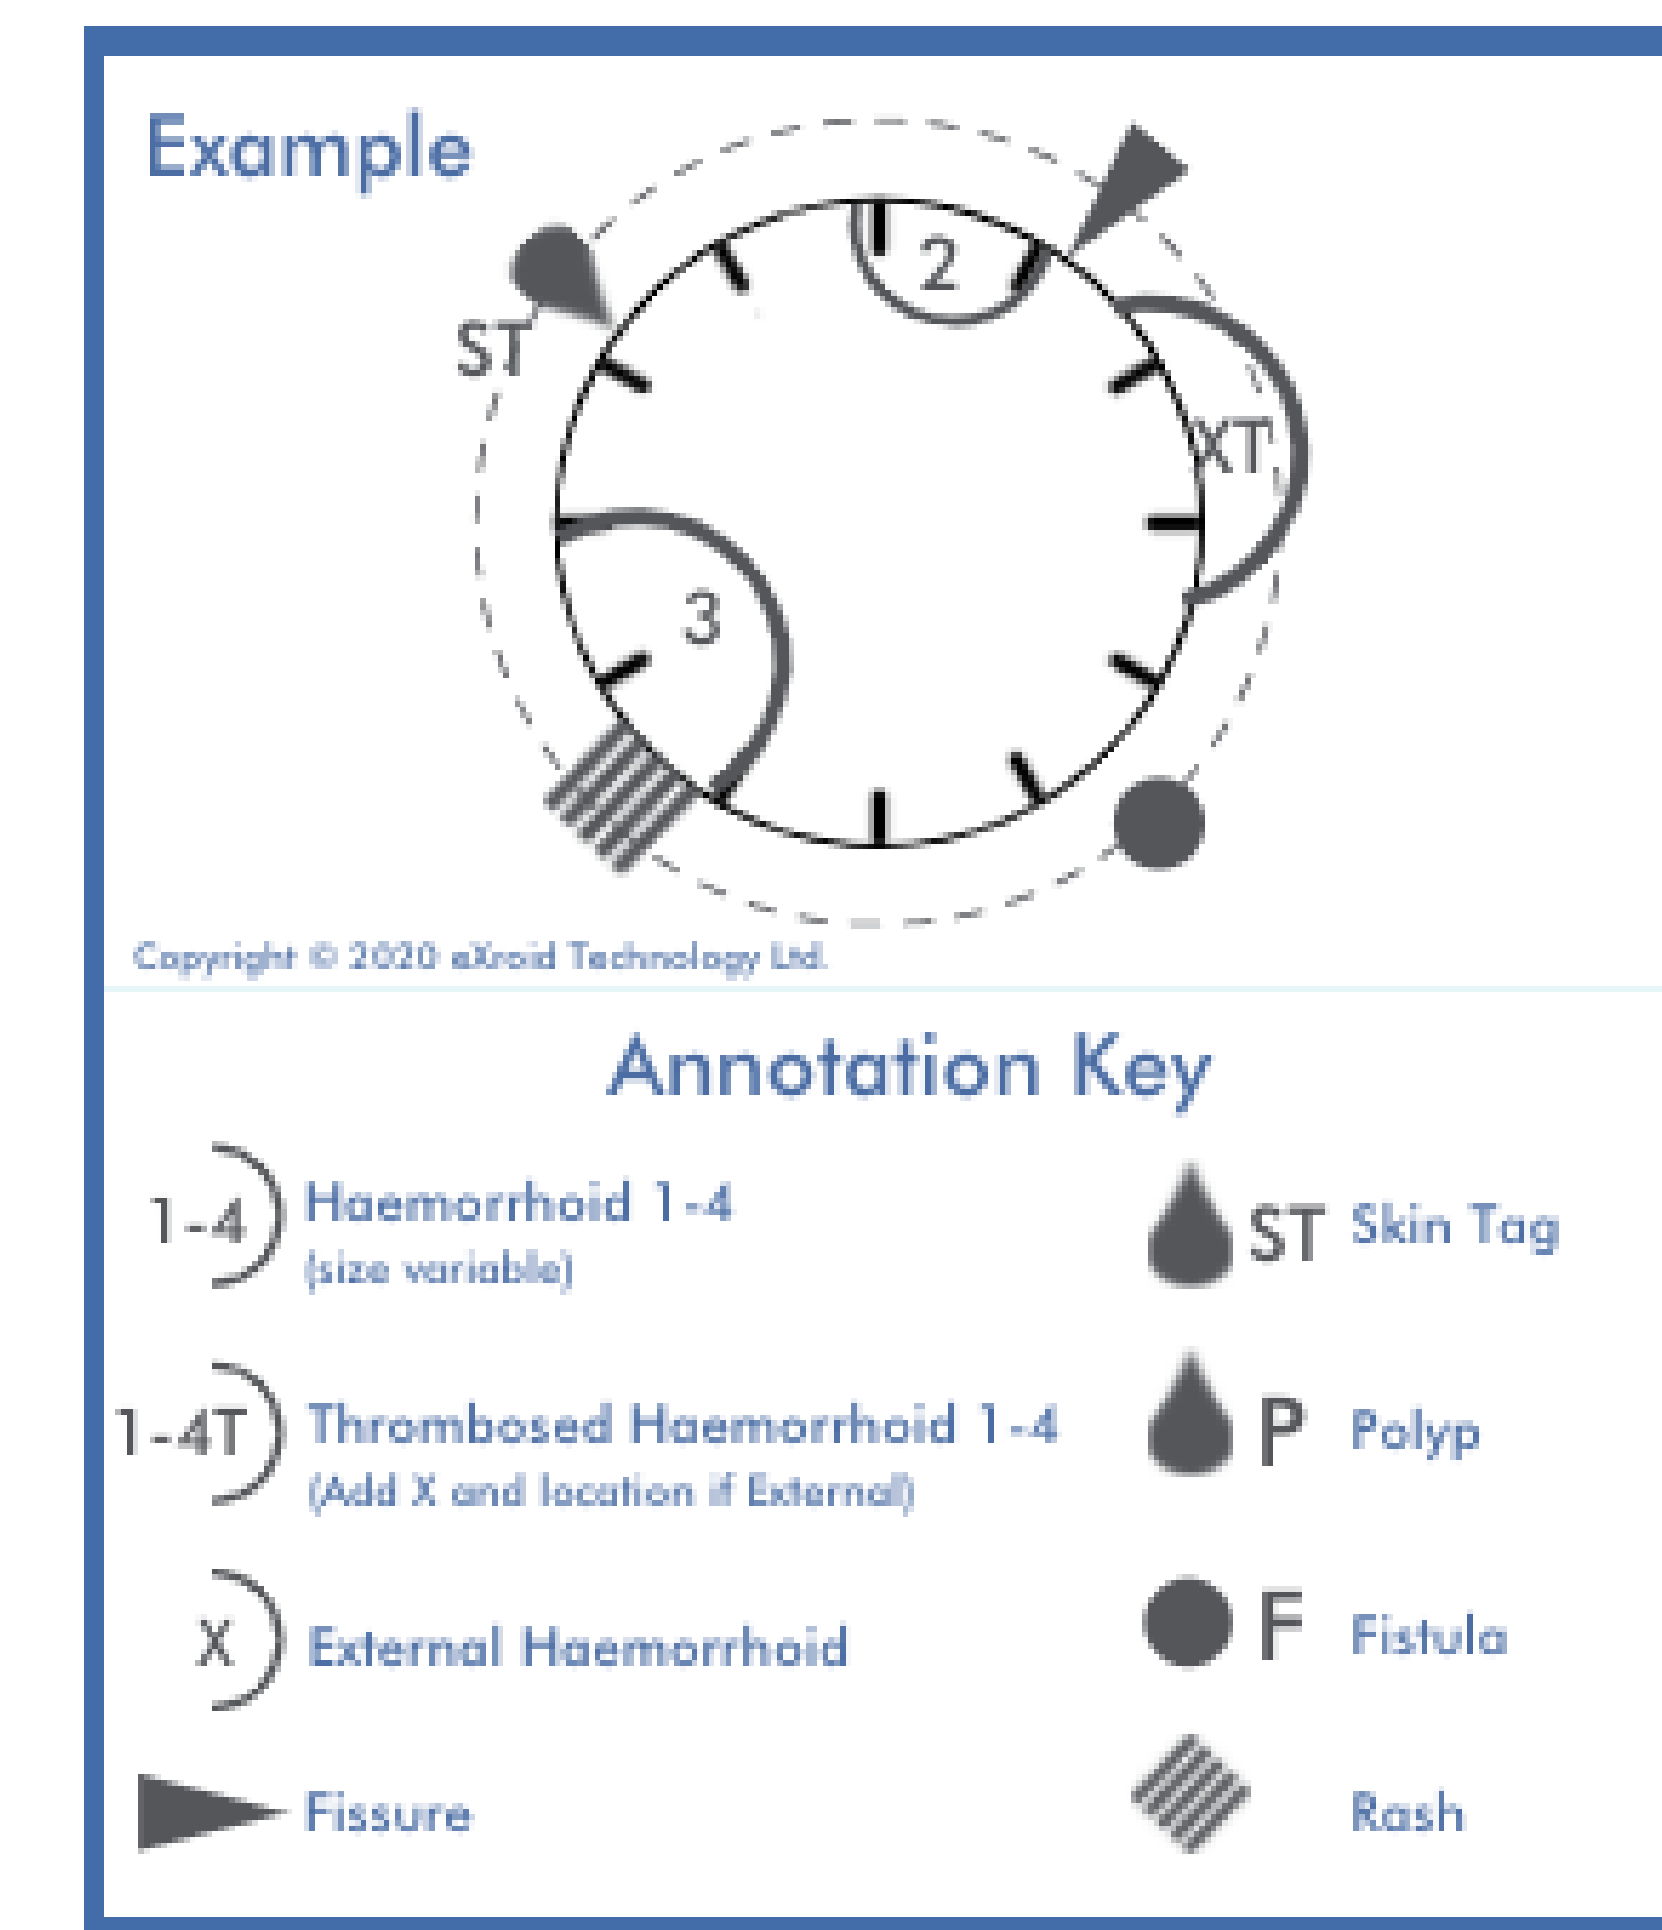 Example
2
ST
XT
3
Copyright © 2020 eXroid Technology Ltd.
Annotation Key
1-4 Haemorrhoid 1-4
(size variable)
ST Skin Tag
1-4T Thrombosed Haemorrhoid 1-4
(Add X and location if External)
P Polyp
X External Haemorrhoid
F Fistula
Fissure
Rash